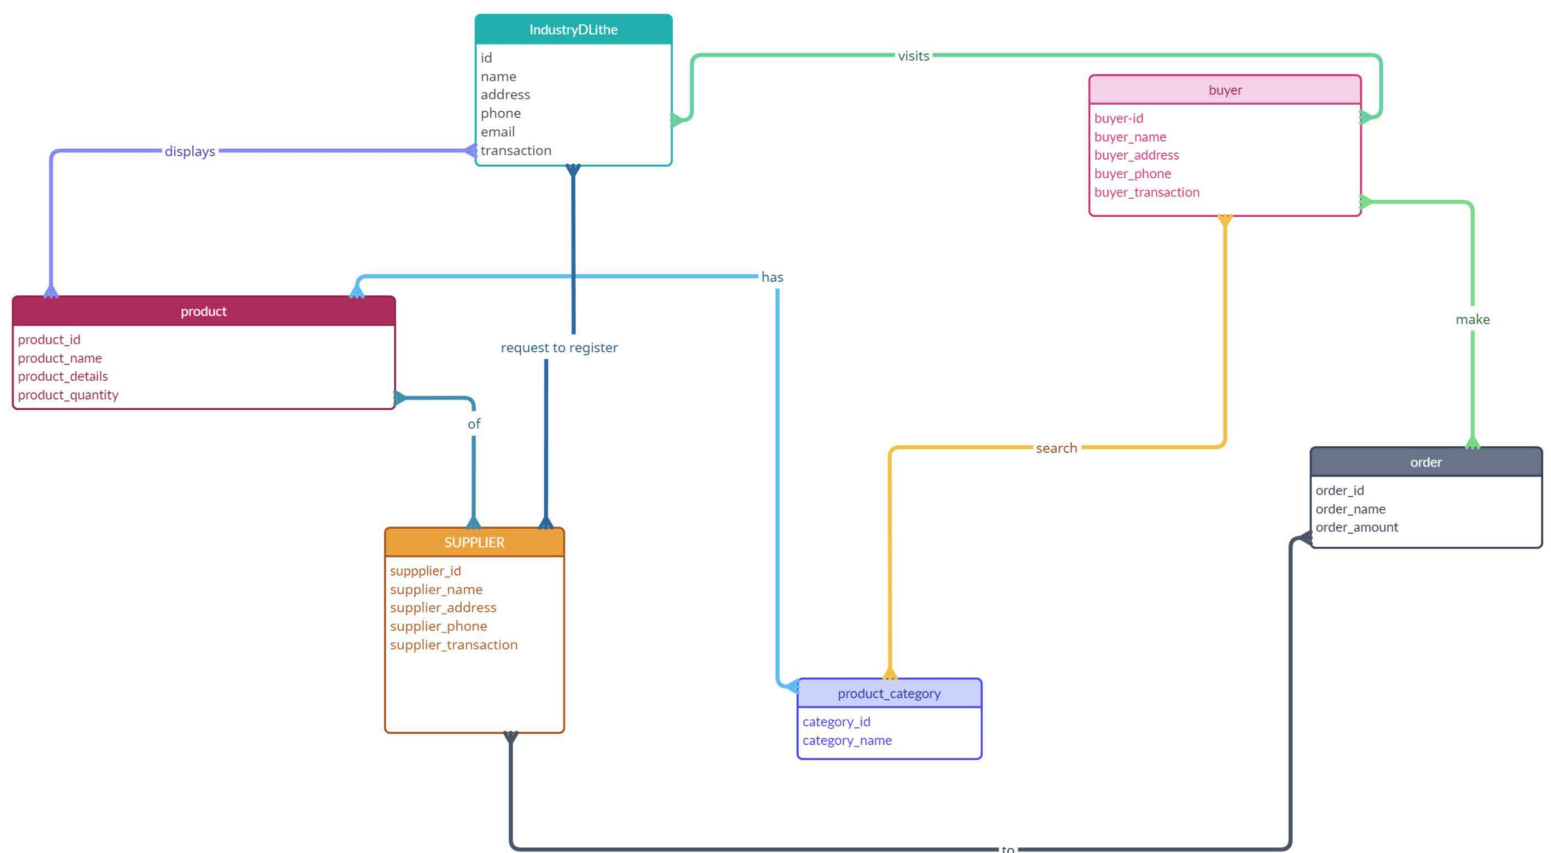 IndustryDLithe
id
name
address
phone
email
transaction
visits
buyer
buyer-id
buyer_name
buyer_address
buyer_phone
buyer_transaction
displays
has
product
product_id
product_name
product_details
product_quantity
request to register
make
of
search
order
order_id
order_name
order_amount
SUPPLIER
suppplier_id
supplier_name
supplier_address
supplier_phone
supplier_transaction
product_category
category_id
category_name
to